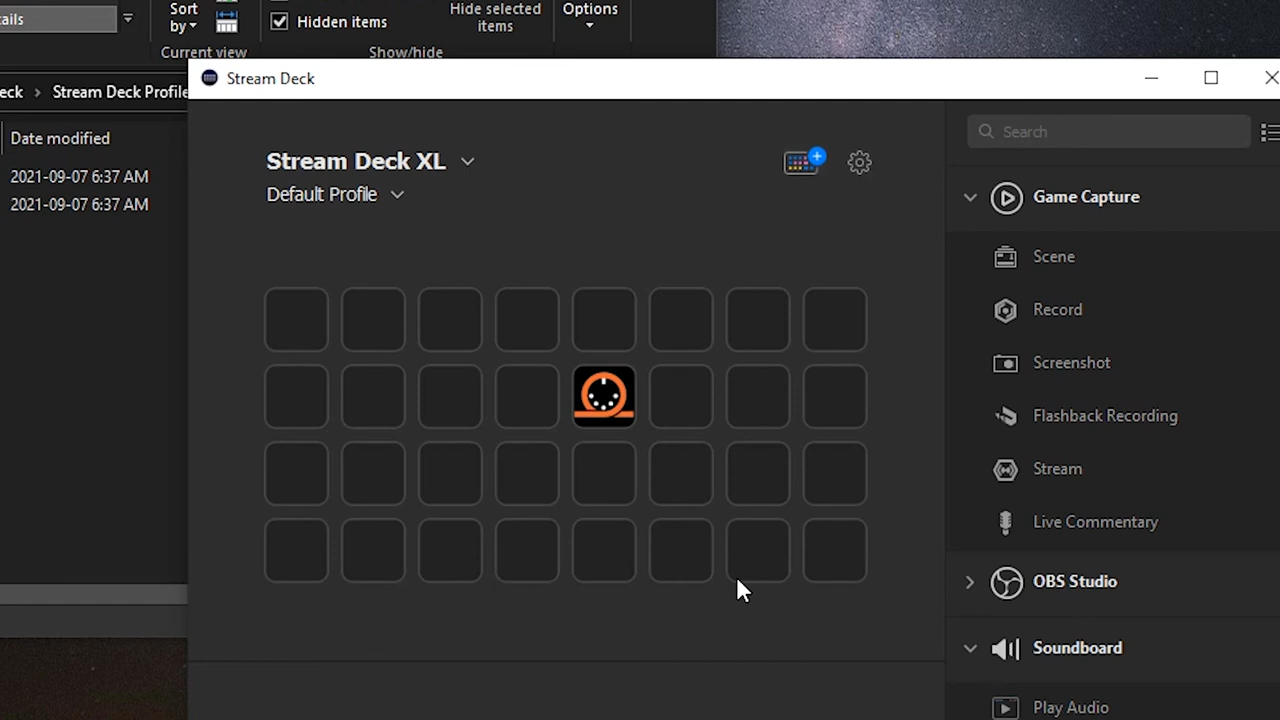 ails
Sort
by
Hidden items
Hide selected
items
Options
Current view
Show/hide
eck > Stream Deck Profile
Date modified
2021-09-07 6:37 AM
2021-09-07 6:37 AM
Stream Deck
Stream Deck XL
Default Profile
Search
Game Capture
Scene
Record
Screenshot
Flashback Recording
Stream
Live Commentary
OBS Studio
Soundboard
Play Audio